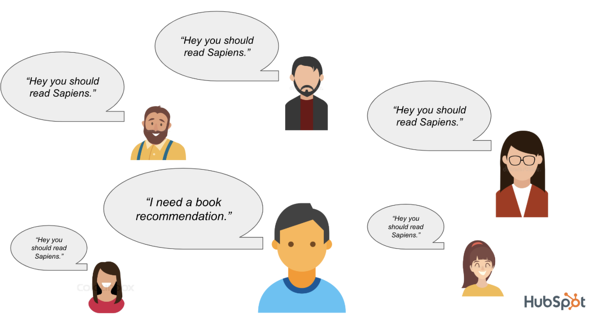 “Hey you should
read Sapiens.”
“Hey you should
read Sapiens.”
“Hey you should
read Sapiens.”
“I need a book
recommendation.”
“Hey you
should read
Sapiens.”
“Hey you
should read
Sapiens.”
HubSpot